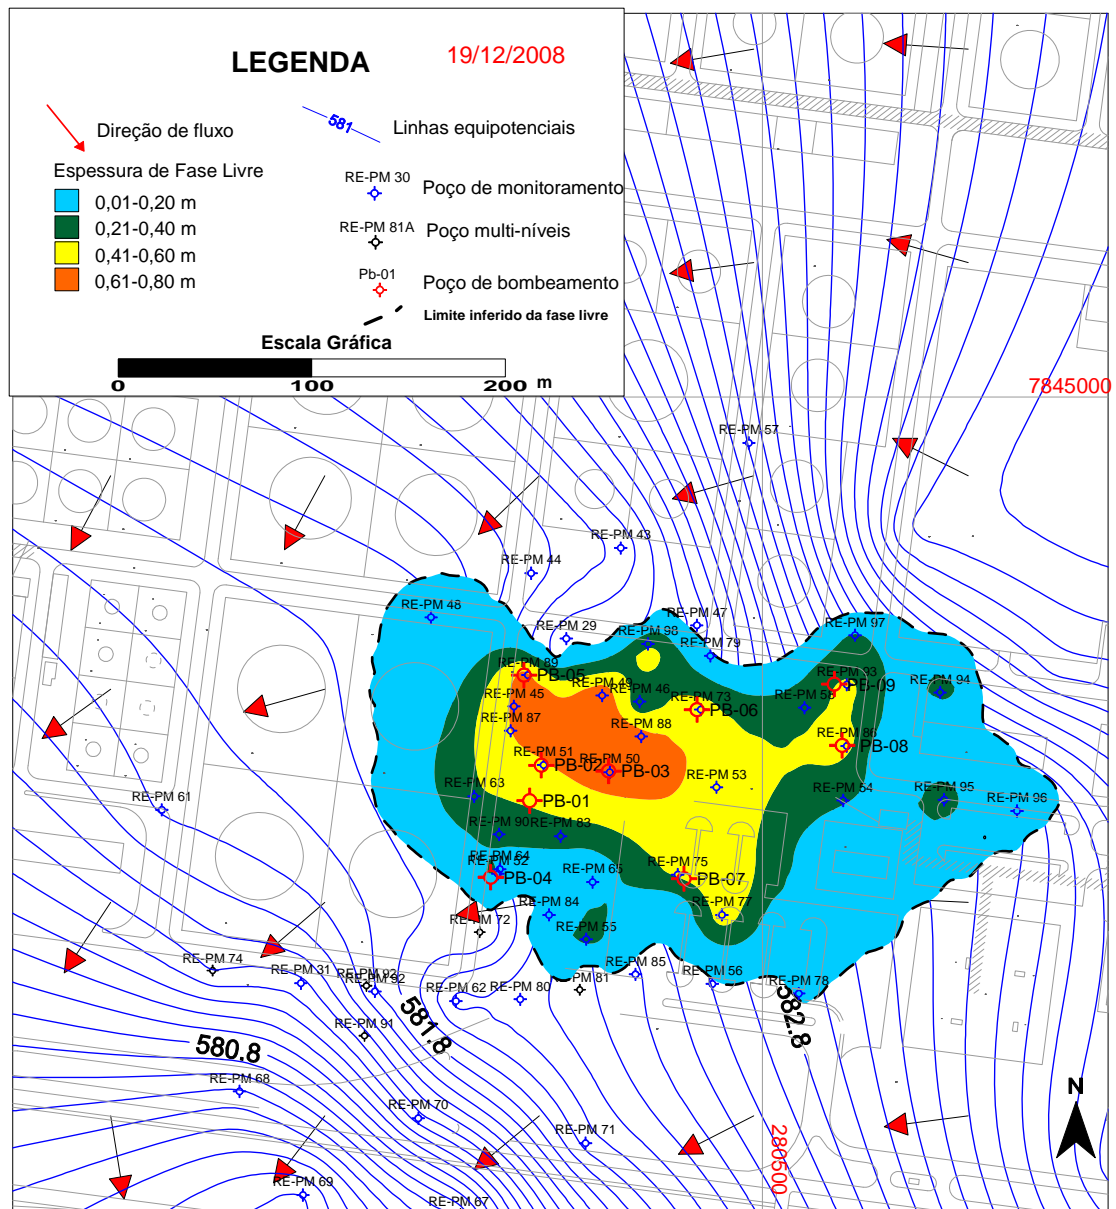 LEGENDA
19/12/2008
Direção de fluxo
581
Linhas equipotenciais
Espessura de Fase Livre
0,01-0,20 m
0,21-0,40 m
0,41-0,60 m
0,61-0,80 m
RE-PM 30
Poço de monitoramento
RE-PM 81A
Poço multi-níveis
Pb-01
Poço de bombeamento
Limite inferido da fase livre
Escala Gráfica
0 100 200 m
7845000
RE-PM 57
RE-PM 43
RE-PM 44
RE-PM 48
RE-PM 29
RE-PM 47
RE-PM 98
RE-PM 79
RE-PM 97
RE-PM 89
PB-05
RE-PM 49
RE-PM 46
RE-PM 45
RE-PM 73
PB-06
RE-PM 58
RE-PM 93
PB-09
RE-PM 94
RE-PM 87
RE-PM 88
RE-PM 86
PB-08
RE-PM 51
PB-02
RE-PM 50
PB-03
RE-PM 63
PB-01
RE-PM 53
RE-PM 54
RE-PM 95
RE-PM 96
RE-PM 61
RE-PM 90
RE-PM 83
RE-PM 64
RE-PM 52
PB-04
RE-PM 65
RE-PM 75
PB-07
RE-PM 72
RE-PM 84
RE-PM 77
RE-PM 55
RE-PM 74
RE-PM 31
RE-PM 92
RE-PM 62
RE-PM 80
PM 81
RE-PM 85
RE-PM 56
RE-PM 78
RE-PM 91
581.8
582.8
580.8
RE-PM 68
RE-PM 70
RE-PM 71
RE-PM 69
RE-PM 67
280500
N